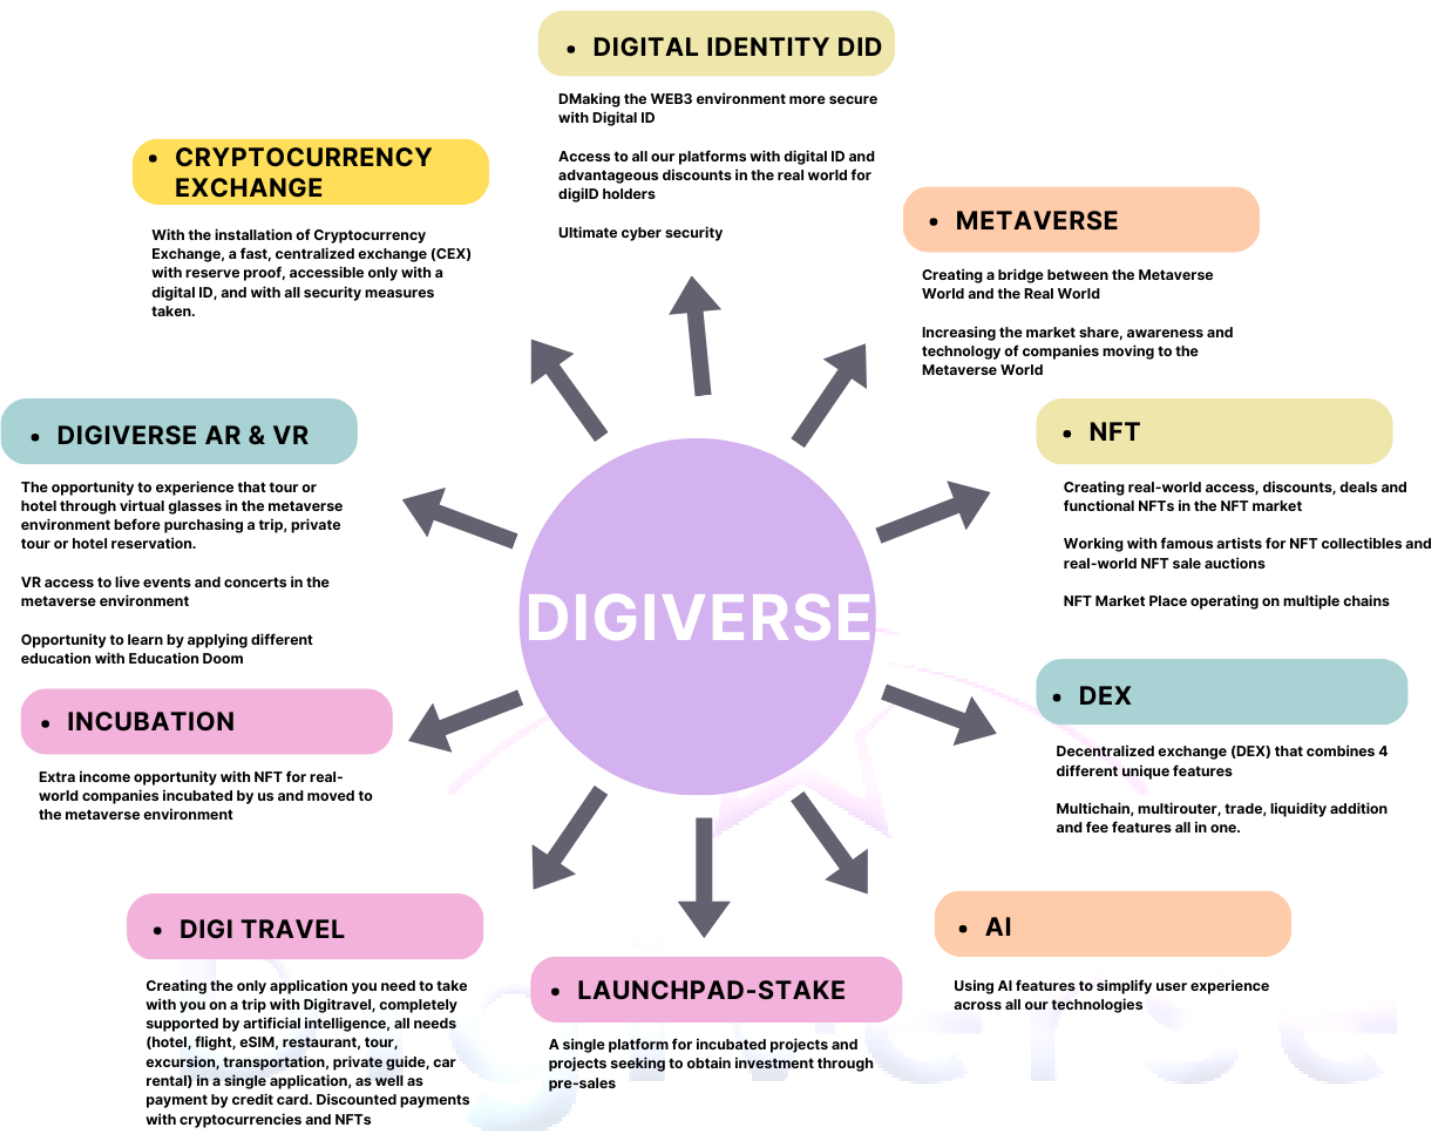 • DIGITAL IDENTITY DID
DMaking the WEB3 environment more secure
with Digital ID
Access to all our platforms with digital ID and
advantageous discounts in the real world for
digiID holders
Ultimate cyber security
• CRYPTOCURRENCY
EXCHANGE
With the installation of Cryptocurrency
Exchange, a fast, centralized exchange (CEX)
with reserve proof, accessible only with a
digital ID, and with all security measures
taken.
• METAVERSE
Creating a bridge between the Metaverse
World and the Real World
Increasing the market share, awareness and
technology of companies moving to the
Metaverse World
• DIGIVERSE AR & VR
The opportunity to experience that tour or
hotel through virtual glasses in the metaverse
environment before purchasing a trip, private
tour or hotel reservation.
VR access to live events and concerts in the
metaverse environment
Opportunity to learn by applying different
education with Education Doom
• NFT
Creating real-world access, discounts, deals and
functional NFTs in the NFT market
Working with famous artists for NFT collectibles and
real-world NFT sale auctions
NFT Market Place operating on multiple chains
DIGIVERSE
• INCUBATION
Extra income opportunity with NFT for real-
world companies incubated by us and moved to
the metaverse environment
• DEX
Decentralized exchange (DEX) that combines 4
different unique features
Multichain, multirouter, trade, liquidity addition
and fee features all in one.
• DIGI TRAVEL
Creating the only application you need to take
with you on a trip with Digitravel, completely
supported by artificial intelligence, all needs
(hotel, flight, eSIM, restaurant, tour,
excursion, transportation, private guide, car
rental) in a single application, as well as
payment by credit card. Discounted payments
with cryptocurrencies and NFTs
• LAUNCHPAD-STAKE
A single platform for incubated projects and
projects seeking to obtain investment through
pre-sales
• AI
Using AI features to simplify user experience
across all our technologies
Digiverse